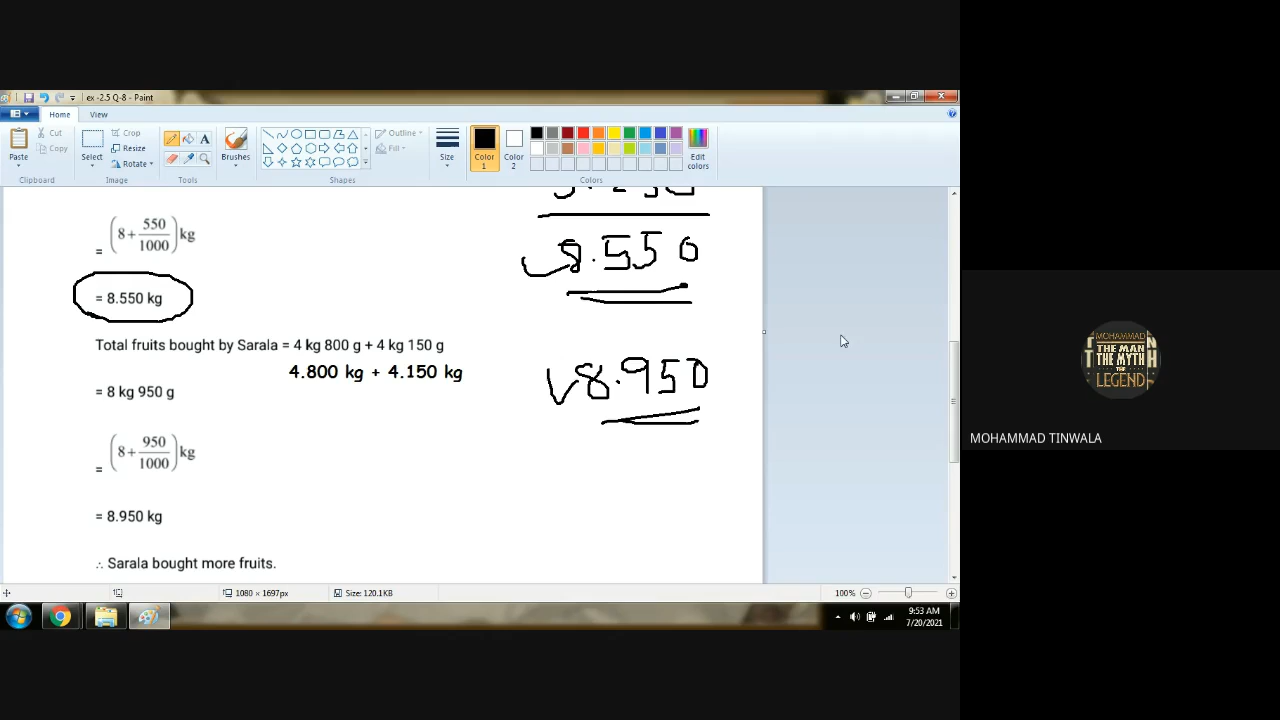 ex -2.5 Q-8 - Paint
Home View
Paste
Cut
Copy
Clipboard
Select
Crop
Resize
Rotate
Image
Tools
Brushes
Outline
Fill
Shapes
Size
Color 1
Color 2
Edit colors
Colors
= (8 + 550/1000) kg
8.550
= 8.550 kg
Total fruits bought by Sarala = 4 kg 800 g + 4 kg 150 g
4.800 kg + 4.150 kg
8.950
= 8 kg 950 g
= (8 + 950/1000) kg
= 8.950 kg
∴ Sarala bought more fruits.
1080 × 1697px
Size: 120.1KB
100%
9:53 AM
7/20/2021
MOHAMMAD
THE MAN
THE MYTH
THE
LEGEND
MOHAMMAD TINWALA